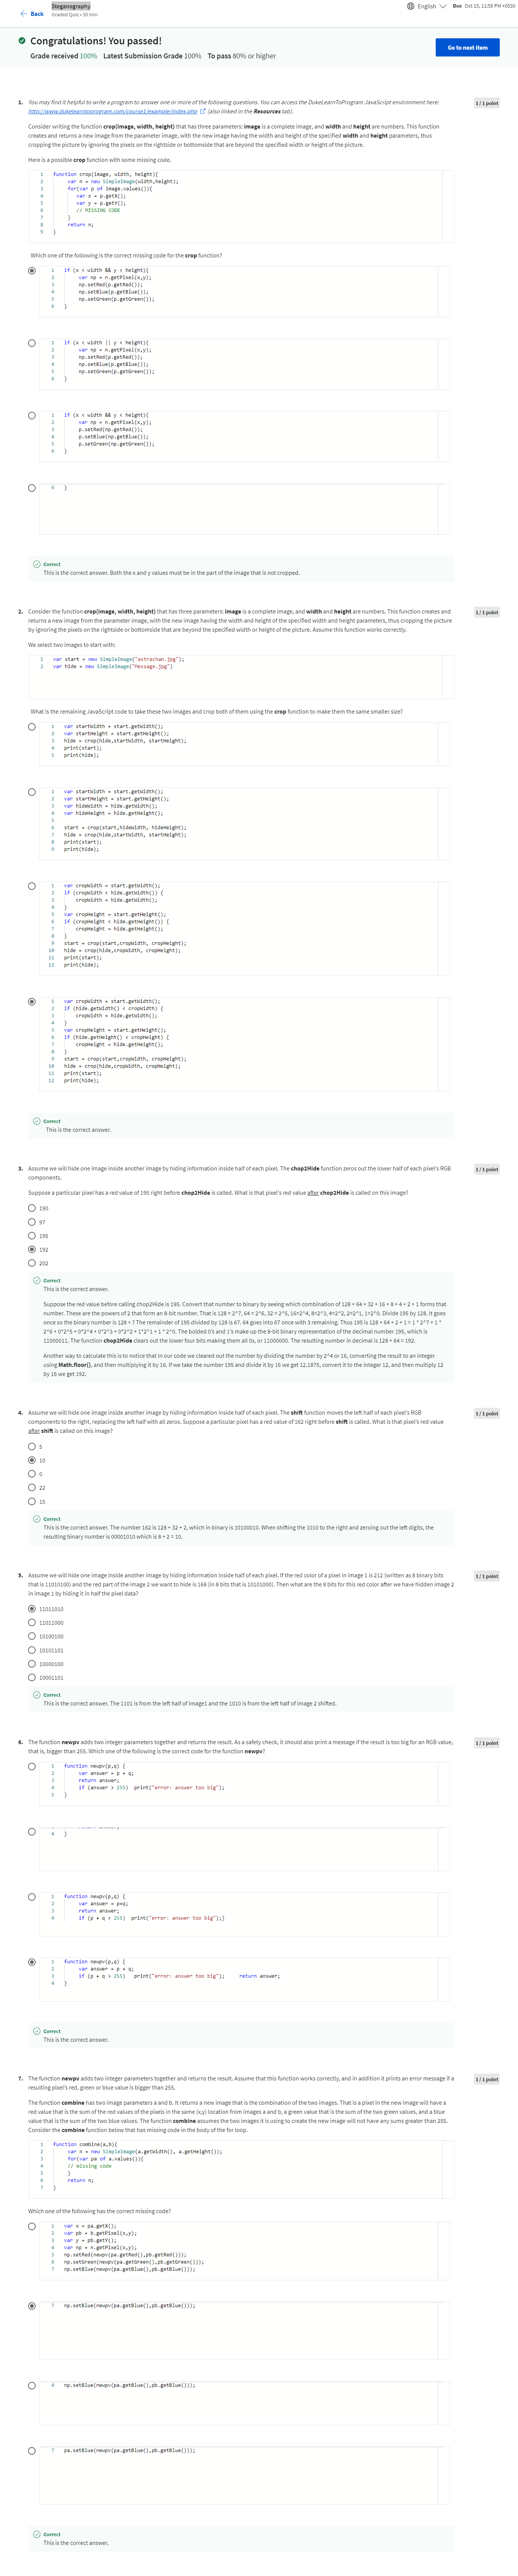 ← Back
Steganography
Graded Quiz • 30 min
English
Due Oct 15, 11:59 PM +0530
Congratulations! You passed!
Grade received 100% Latest Submission Grade 100% To pass 80% or higher
Go to next item
1. You may find it helpful to write a program to answer one or more of the following questions. You can access the DukeLearnToProgram JavaScript environment here:
http://www.dukelearntoprogram.com/course1/example/index.php (also linked in the Resources tab).
1 / 1 point
Consider writing the function crop(image, width, height) that has three parameters: image is a complete image, and width and height are numbers. This function
creates and returns a new image from the parameter image, with the new image having the width and height of the specified width and height parameters, thus
cropping the picture by ignoring the pixels on the rightside or bottomside that are beyond the specified width or height of the picture.
Here is a possible crop function with some missing code.
1 function crop(image, width, height){
2 var n = new SimpleImage(width,height);
3 for(var p of image.values()){
4 var x = p.getX();
5 var y = p.getY();
6 // MISSING CODE
7 }
8 return n;
9 }
Which one of the following is the correct missing code for the crop function?
1 if (x < width && y < height){
2 var np = n.getPixel(x,y);
3 np.setRed(p.getRed());
4 np.setBlue(p.getBlue());
5 np.setGreen(p.getGreen());
6 }
1 if (x < width || y < height){
2 var np = n.getPixel(x,y);
3 np.setRed(p.getRed());
4 np.setBlue(p.getBlue());
5 np.setGreen(p.getGreen());
6 }
1 if (x < width && y < height){
2 var np = n.getPixel(x,y);
3 p.setRed(np.getRed());
4 p.setBlue(np.getBlue());
5 p.setGreen(np.getGreen());
6 }
6 }
Correct
This is the correct answer. Both the x and y values must be in the part of the image that is not cropped.
2. Consider the function crop(image, width, height) that has three parameters: image is a complete image, and width and height are numbers. This function creates and
returns a new image from the parameter image, with the new image having the width and height of the specified width and height parameters, thus cropping the picture
by ignoring the pixels on the rightside or bottomside that are beyond the specified width or height of the picture. Assume this function works correctly.
1 / 1 point
We select two images to start with:
1 var start = new SimpleImage("astrachan.jpg");
2 var hide = new SimpleImage("Message.jpg")
What is the remaining JavaScript code to take these two images and crop both of them using the crop function to make them the same smaller size?
1 var startWidth = start.getWidth();
2 var startHeight = start.getHeight();
3 hide = crop(hide,startWidth, startHeight);
4 print(start);
5 print(hide);
1 var startWidth = start.getWidth();
2 var startHeight = start.getHeight();
3 var hideWidth = hide.getWidth();
4 var hideHeight = hide.getHeight();
5
6 start = crop(start,hideWidth, hideHeight);
7 hide = crop(hide,startWidth, startHeight);
8 print(start);
9 print(hide);
1 var cropWidth = start.getWidth();
2 if (cropWidth < hide.getWidth()) {
3 cropWidth = hide.getWidth();
4 }
5 var cropHeight = start.getHeight();
6 if (cropHeight < hide.getHeight()) {
7 cropHeight = hide.getHeight();
8 }
9 start = crop(start,cropWidth, cropHeight);
10 hide = crop(hide,cropWidth, cropHeight);
11 print(start);
12 print(hide);
1 var cropWidth = start.getWidth();
2 if (hide.getWidth() < cropWidth) {
3 cropWidth = hide.getWidth();
4 }
5 var cropHeight = start.getHeight();
6 if (hide.getHeight() < cropHeight) {
7 cropHeight = hide.getHeight();
8 }
9 start = crop(start,cropWidth, cropHeight);
10 hide = crop(hide,cropWidth, cropHeight);
11 print(start);
12 print(hide);
Correct
This is the correct answer.
3. Assume we will hide one image inside another image by hiding information inside half of each pixel. The chop2Hide function zeros out the lower half of each pixel's RGB
components.
1 / 1 point
Suppose a particular pixel has a red value of 195 right before chop2Hide is called. What is that pixel's red value after chop2Hide is called on this image?
190
97
195
192
202
Correct
This is the correct answer.
Suppose the red value before calling chop2Hide is 195. Convert that number to binary by seeing which combination of 128 + 64 + 32 + 16 + 8 + 4 + 2 + 1 forms that
number. These are the powers of 2 that form an 8-bit number. That is 128 = 2^7, 64 = 2^6, 32 = 2^5, 16=2^4, 8=2^3, 4=2^2, 2=2^1, 1=2^0. Divide 195 by 128. It goes
once so the binary number is 128 + ? The remainder of 195 divided by 128 is 67. 64 goes into 67 once with 3 remaining. Thus 195 is 128 + 64 + 2 + 1 = 1 * 2^7 + 1 *
2^6 + 0*2^5 + 0*2^4 + 0*2^3 + 0*2^2 + 1*2^1 + 1 * 2^0. The bolded 0's and 1's make up the 8-bit binary representation of the decimal number 195, which is
11000011. The function chop2Hide clears out the lower four bits making them all 0s, or 11000000. The resulting number in decimal is 128 + 64 = 192.
Another way to calculate this is to notice that in our code we cleared out the number by dividing the number by 2^4 or 16, converting the result to an integer
using Math.floor(), and then multiplying it by 16. If we take the number 195 and divide it by 16 we get 12.1875, convert it to the integer 12, and then multiply 12
by 16 we get 192.
4. Assume we will hide one image inside another image by hiding information inside half of each pixel. The shift function moves the left half of each pixel's RGB
components to the right, replacing the left half with all zeros. Suppose a particular pixel has a red value of 162 right before shift is called. What is that pixel's red value
after shift is called on this image?
1 / 1 point
5
10
0
22
15
Correct
This is the correct answer. The number 162 is 128 + 32 + 2, which in binary is 10100010. When shifting the 1010 to the right and zeroing out the left digits, the
resulting binary number is 00001010 which is 8 + 2 = 10.
5. Assume we will hide one image inside another image by hiding information inside half of each pixel. If the red color of a pixel in image 1 is 212 (written as 8 binary bits
that is 11010100) and the red part of the image 2 we want to hide is 168 (in 8 bits that is 10101000). Then what are the 8 bits for this red color after we have hidden image 2
in image 1 by hiding it in half the pixel data?
1 / 1 point
11011010
11011000
10100100
10101101
10000100
10001101
Correct
This is the correct answer. The 1101 is from the left half of image1 and the 1010 is from the left half of image 2 shifted.
6. The function newpv adds two integer parameters together and returns the result. As a safety check, it should also print a message if the result is too big for an RGB value,
that is, bigger than 255. Which one of the following is the correct code for the function newpv?
1 / 1 point
1 function newpv(p,q) {
2 var answer = p + q;
3 return answer;
4 if (answer > 255) print("error: answer too big");
5 }
4 }
1 function newpv(p,q) {
2 var answer = p+q;
3 return answer;
4 if (p + q > 255) print("error: answer too big");}
1 function newpv(p,q) {
2 var answer = p + q;
3 if (p + q > 255) print("error: answer too big"); return answer;
4 }
Correct
This is the correct answer.
7. The function newpv adds two integer parameters together and returns the result. Assume that this function works correctly, and in addition it prints an error message if a
resulting pixel's red, green or blue value is bigger than 255.
1 / 1 point
The function combine has two image parameters a and b. It returns a new image that is the combination of the two images. That is a pixel in the new image will have a
red value that is the sum of the red values of the pixels in the same (x,y) location from images a and b, a green value that is the sum of the two green values, and a blue
value that is the sum of the two blue values. The function combine assumes the two images it is using to create the new image will not have any sums greater than 255.
Consider the combine function below that has missing code in the body of the for loop.
1 function combine(a,b){
2 var n = new SimpleImage(a.getWidth(), a.getHeight());
3 for(var pa of a.values()){
4 // missing code
5 }
6 return n;
7 }
Which one of the following has the correct missing code?
1 var x = pa.getX();
2 var pb = b.getPixel(x,y);
3 var y = pb.getY();
4 var np = n.getPixel(x,y);
5 np.setRed(newpv(pa.getRed(),pb.getRed()));
6 np.setGreen(newpv(pa.getGreen(),pb.getGreen()));
7 np.setBlue(newpv(pa.getBlue(),pb.getBlue()));
7 np.setBlue(newpv(pa.getBlue(),pb.getBlue()));
4 np.setBlue(newpv(pa.getBlue(),pb.getBlue()));
7 pa.setBlue(newpv(pa.getBlue(),pb.getBlue()));
Correct
This is the correct answer.